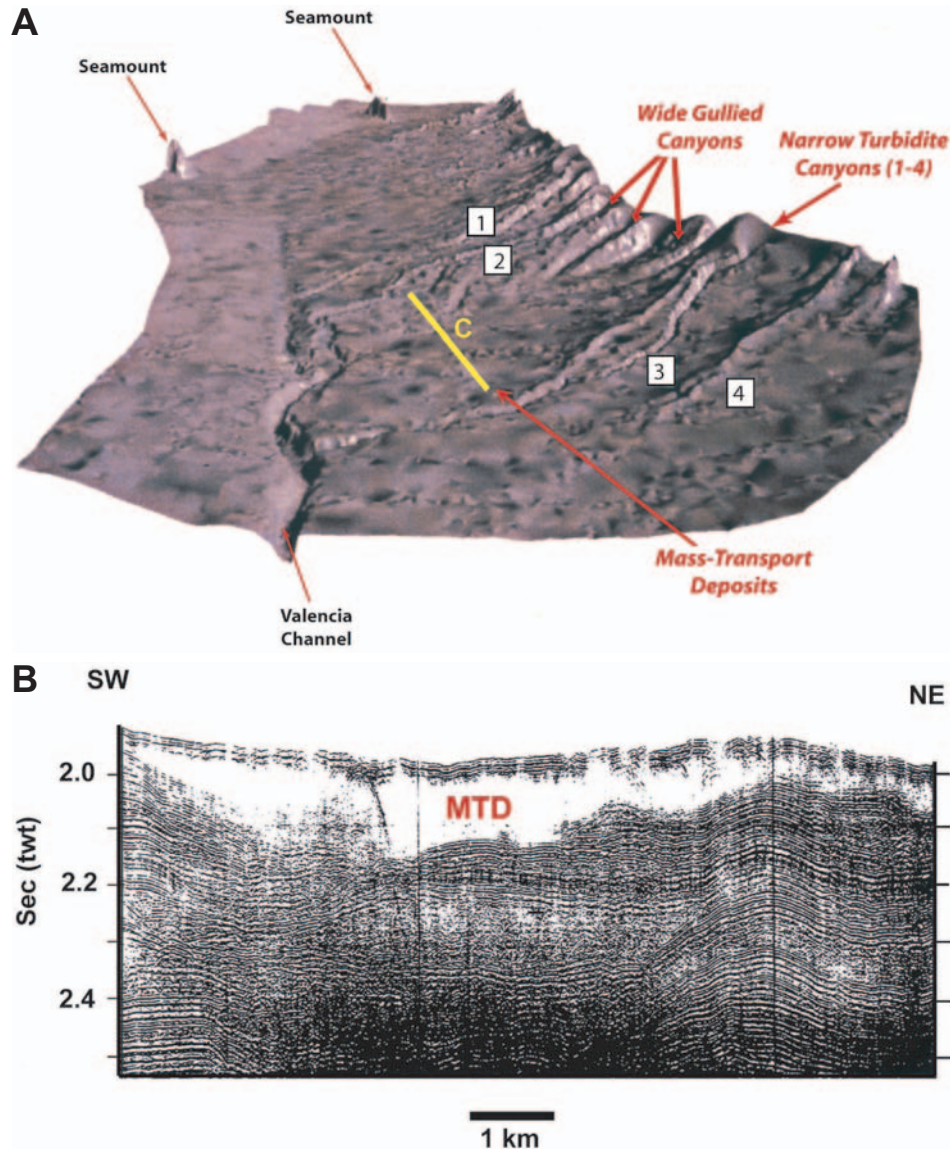 A
Seamount
Seamount
Wide Gullied
Canyons
Narrow Turbidite
Canyons (1-4)
1
2
C
3
4
Mass-Transport
Deposits
Valencia
Channel
B
SW
NE
2.0
MTD
2.2
Sec (twt)
2.4
1 km